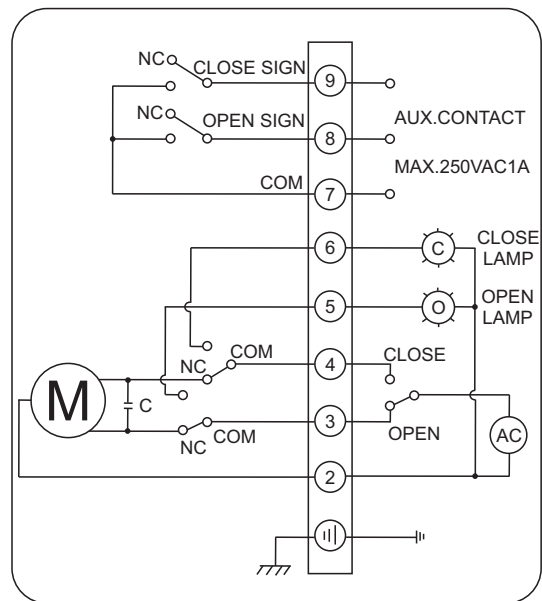 NC CLOSE SIGN 9
NC OPEN SIGN 8 AUX.CONTACT
MAX.250VAC1A
COM 7
6 C CLOSE
LAMP
5 O OPEN
LAMP
NC COM 4 CLOSE
M C
NC COM 3 OPEN AC
2